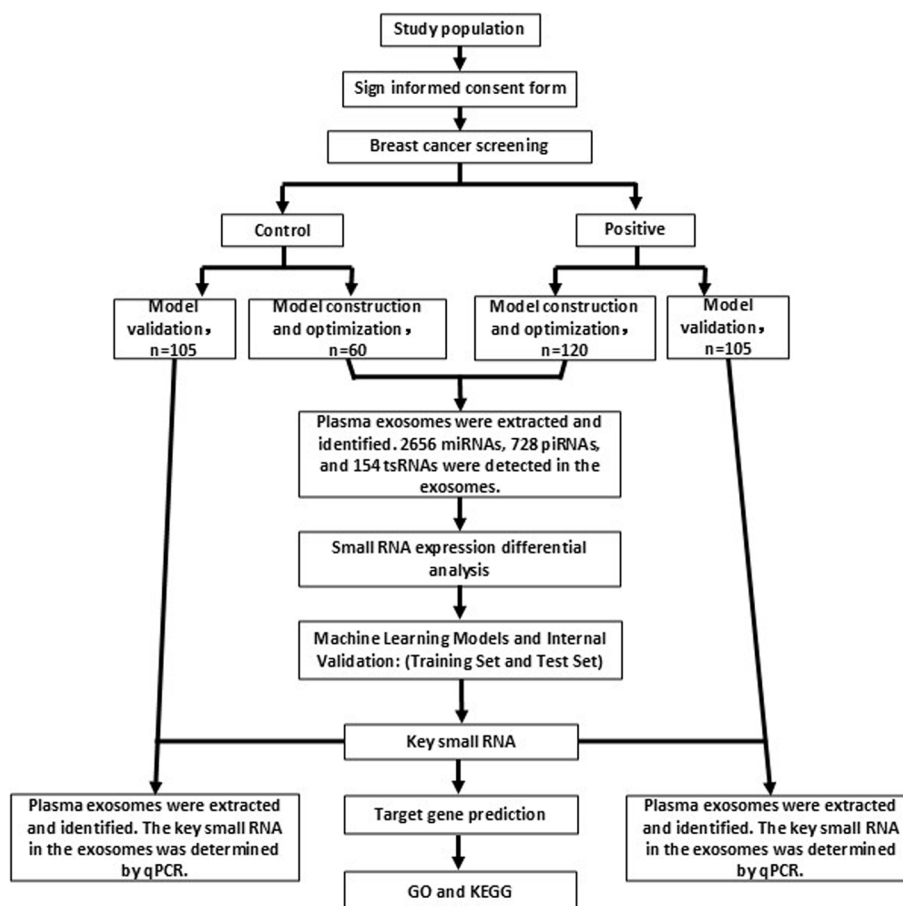 Study population
Sign informed consent form
Breast cancer screening
Control
Positive
Model
validation，
n=105
Model construction
and optimization，
n=60
Model construction
and optimization，
n=120
Model
validation，
n=105
Plasma exosomes were extracted and
identified. 2656 miRNAs, 728 piRNAs,
and 154 tsRNAs were detected in the
exosomes.
Small RNA expression differential
analysis
Machine Learning Models and Internal
Validation: (Training Set and Test Set)
Key small RNA
Plasma exosomes were extracted
and identified. The key small RNA
in the exosomes was determined
by qPCR.
Target gene prediction
Plasma exosomes were extracted
and identified. The key small RNA
in the exosomes was determined
by qPCR.
GO and KEGG